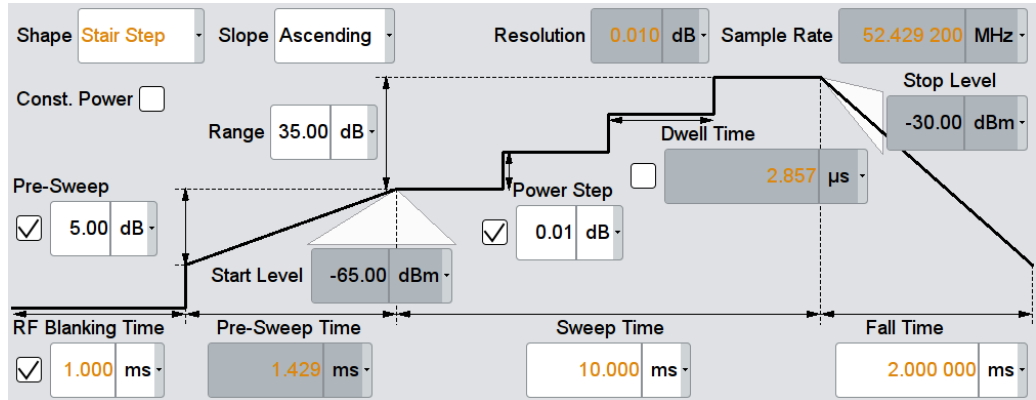 Shape Stair Step Slope Ascending Resolution 0.010 dB Sample Rate 52.429 200 MHz
Const. Power
Range 35.00 dB
Stop Level
-30.00 dBm
Dwell Time
2.857 µs
Pre-Sweep
5.00 dB
Power Step
0.01 dB
Start Level -65.00 dBm
RF Blanking Time Pre-Sweep Time Sweep Time Fall Time
1.000 ms 1.429 ms 10.000 ms 2.000 000 ms